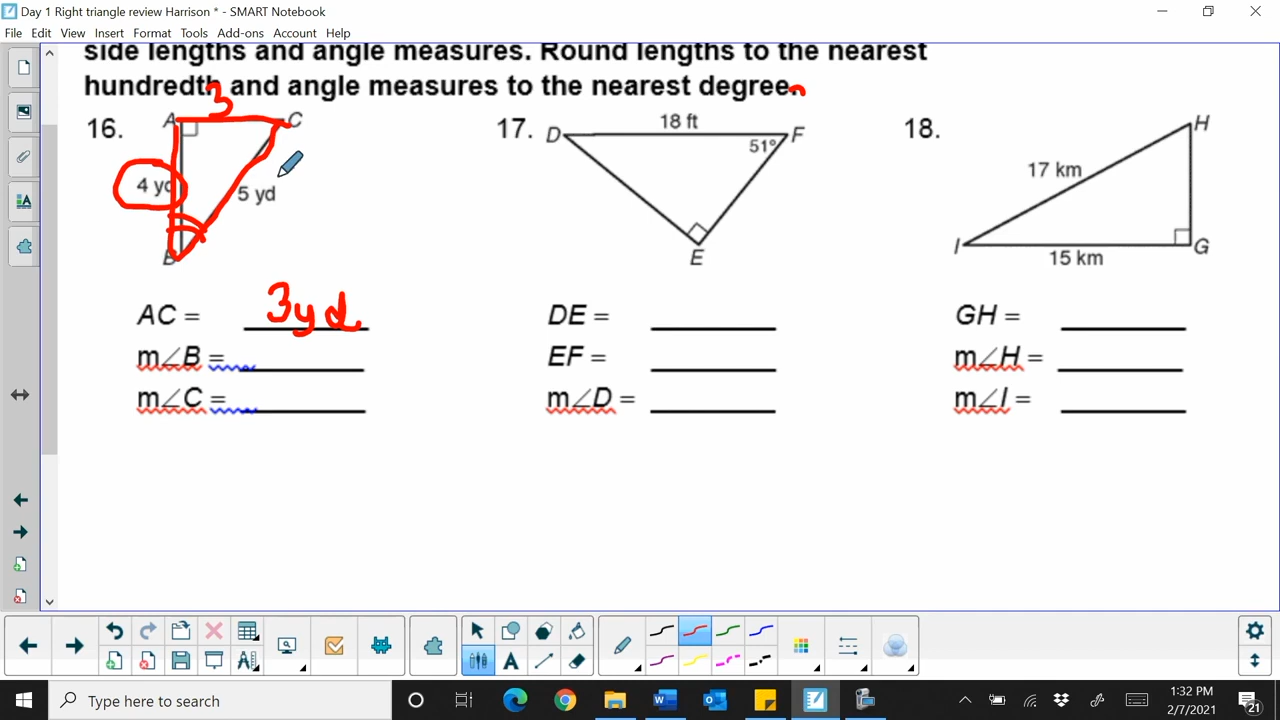 Day 1 Right triangle review Harrison * - SMART Notebook
File Edit View Insert Format Tools Add-ons Account Help
side lengths and angle measures. Round lengths to the nearest
hundredth and angle measures to the nearest degree.
3
16. A C
4 yd
5 yd
B
AC = 3yd
m∠B =
m∠C =
17. D 18 ft F
51°
E
DE =
EF =
m∠D =
18. H
17 km
I G
15 km
GH =
m∠H =
m∠I =
A
Type here to search
1:32 PM
2/7/2021
21